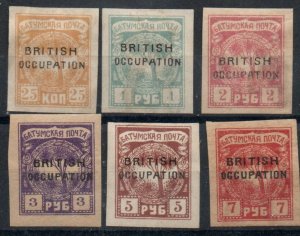 BRITISH
OCCUPATION
25 КОП 25
БАТУМСКАЯ ПОЧТА
BRITISH
OCCUPATION
1 РУБ 1
БАТУМСКАЯ ПОЧТА
BRITISH
OCCUPATION
2 РУБ 2
БАТУМСКАЯ ПОЧТА
BRITISH
OCCUPATION
3 РУБ 3
БАТУМСКАЯ ПОЧТА
BRITISH
OCCUPATION
5 РУБ 5
БАТУМСКАЯ ПОЧТА
BRITISH
OCCUPATION
7 РУБ 7